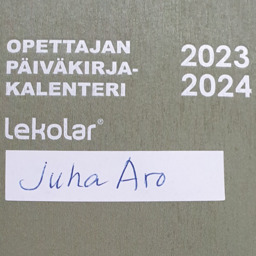 OPETTAJAN
PÄIVÄKIRJA-
KALENTERI
2023
2024
lekolar®
Juha Aro